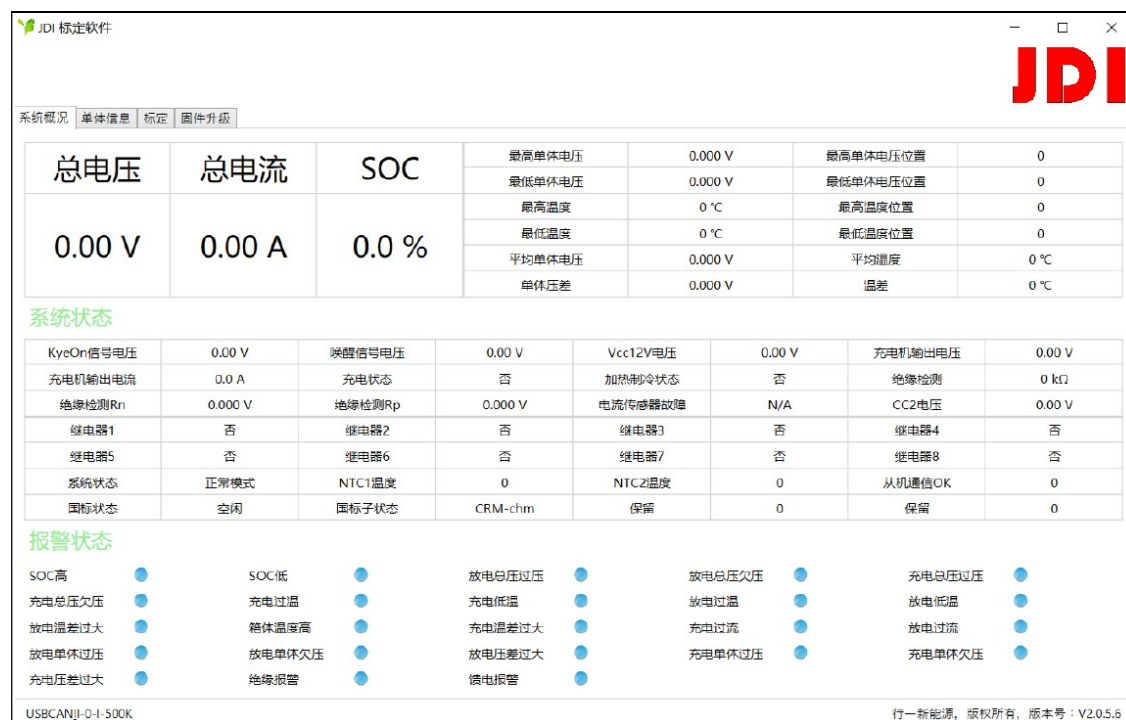 JDI 标定软件
JDI
系统概况 单体信息 标定 固件升级
总电压 总电流 SOC
0.00 V 0.00 A 0.0 %
最高单体电压 0.000 V 最高单体电压位置 0
最低单体电压 0.000 V 最低单体电压位置 0
最高温度 0 ℃ 最高温度位置 0
最低温度 0 ℃ 最低温度位置 0
平均单体电压 0.000 V 平均温度 0 ℃
单体压差 0.000 V 温差 0 ℃
系统状态
KyeOn信号电压 0.00 V 唤醒信号电压 0.00 V Vcc12V电压 0.00 V 充电机输出电压 0.00 V
充电机输出电流 0.0 A 充电状态 否 加热制冷状态 否 绝缘检测 0 kΩ
绝缘检测Rn 0.000 V 绝缘检测Rp 0.000 V 电流传感器故障 N/A CC2电压 0.00 V
继电器1 否 继电器2 否 继电器3 否 继电器4 否
继电器5 否 继电器6 否 继电器7 否 继电器8 否
系统状态 正常模式 NTC1温度 0 NTC2温度 0 从机通信OK 0
国标状态 空闲 国标子状态 CRM-chm 保留 0 保留 0
报警状态
SOC高 SOC低 放电总压过压 放电总压欠压 充电总压过压
充电总压欠压 充电过温 充电低温 放电过温 放电低温
放电温差过大 箱体温度高 充电温差过大 充电过流 放电过流
放电单体过压 放电单体欠压 放电压差过大 充电单体过压 充电单体欠压
充电压差过大 绝缘报警 馈电报警
USBCANJI-0-I-500K 行一新能源，版权所有，版本号：V2.0.5.6